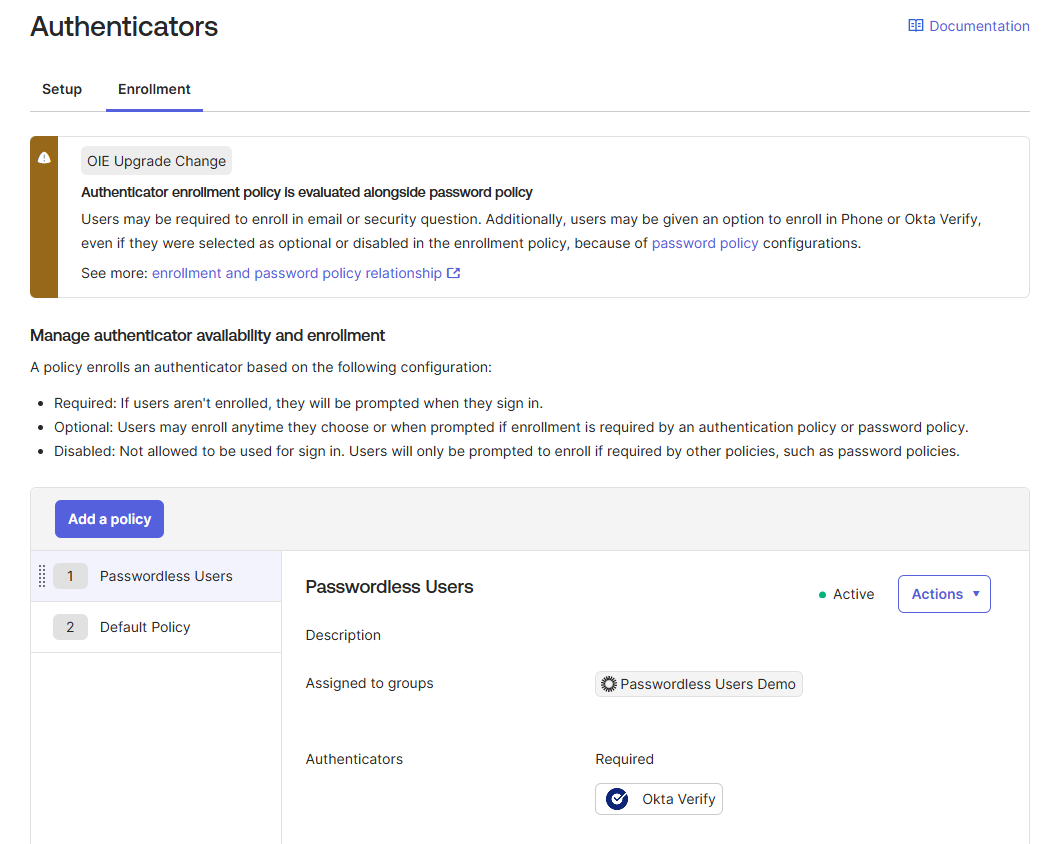 Authenticators
Documentation
Setup
Enrollment
OIE Upgrade Change
Authenticator enrollment policy is evaluated alongside password policy
Users may be required to enroll in email or security question. Additionally, users may be given an option to enroll in Phone or Okta Verify,
even if they were selected as optional or disabled in the enrollment policy, because of password policy configurations.
See more: enrollment and password policy relationship
Manage authenticator availability and enrollment
A policy enrolls an authenticator based on the following configuration:
• Required: If users aren't enrolled, they will be prompted when they sign in.
• Optional: Users may enroll anytime they choose or when prompted if enrollment is required by an authentication policy or password policy.
• Disabled: Not allowed to be used for sign in. Users will only be prompted to enroll if required by other policies, such as password policies.
Add a policy
1 Passwordless Users
2 Default Policy
Passwordless Users
Active
Actions
Description
Assigned to groups
Passwordless Users Demo
Authenticators
Required
Okta Verify